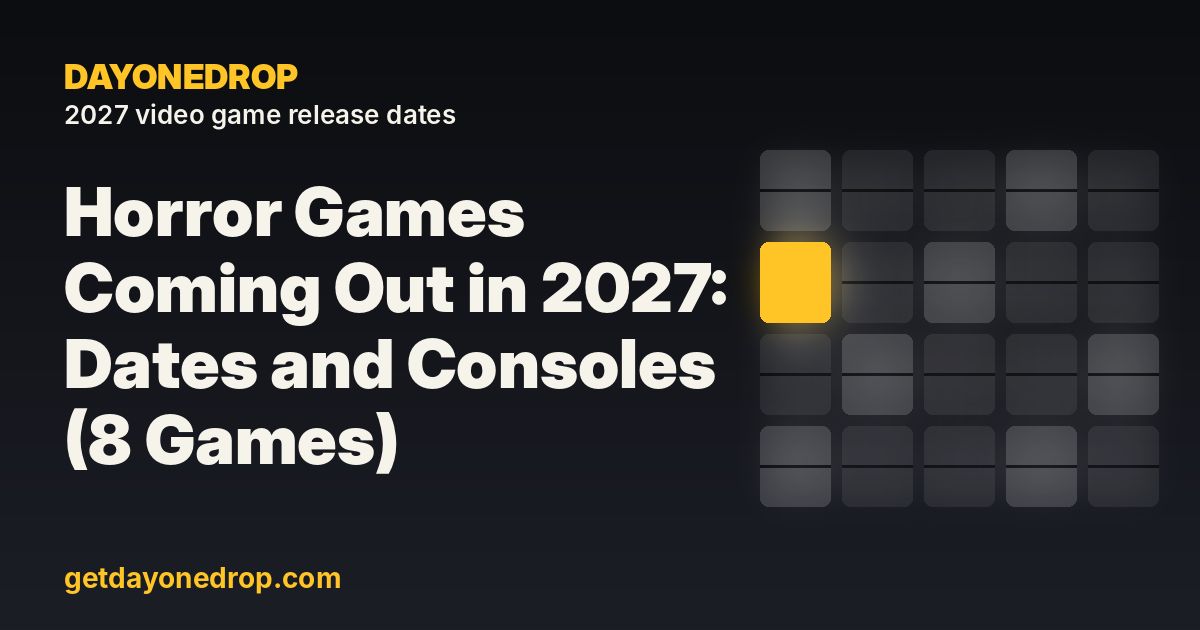 DAYONEDROP
2027 video game release dates
Horror Games
Coming Out in 2027:
Dates and Consoles
(8 Games)
getdayonedrop.com